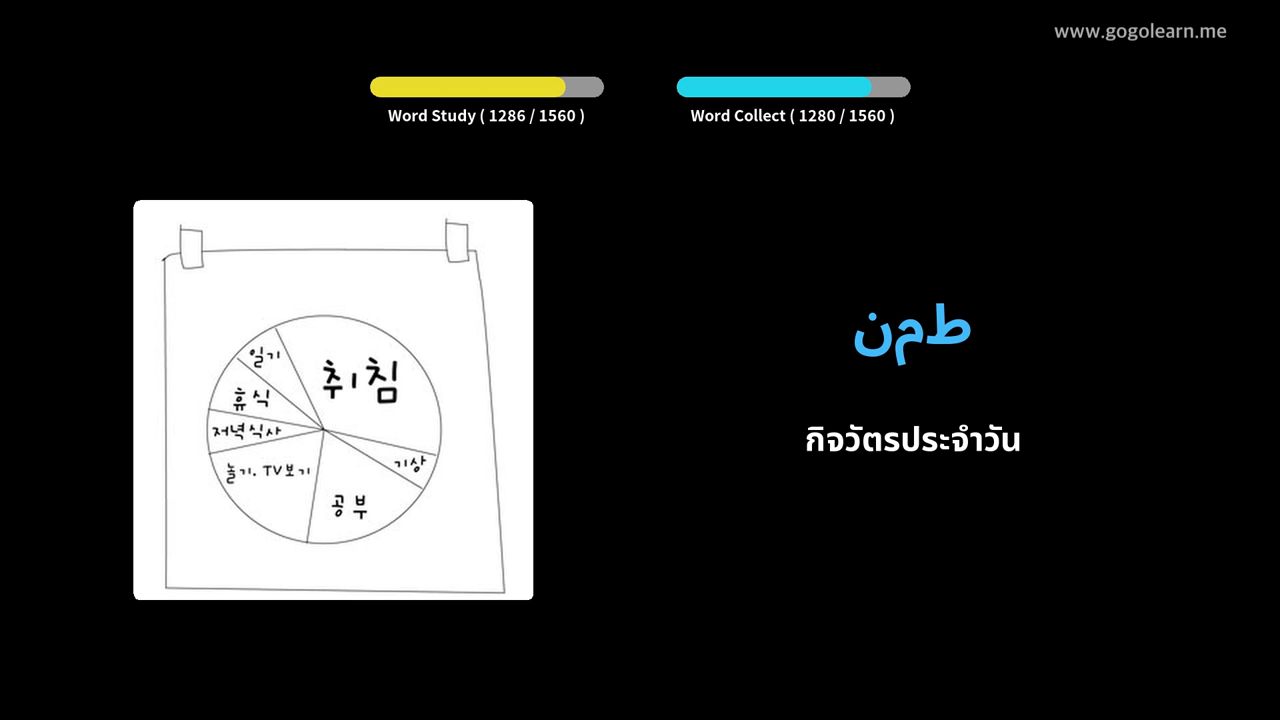 www.gogolearn.me
Word Study ( 1286 / 1560 )
Word Collect ( 1280 / 1560 )
일기
취침
휴식
저녁식사
놀기. TV보기
기상
공부
طمن
กิจวัตรประจำวัน